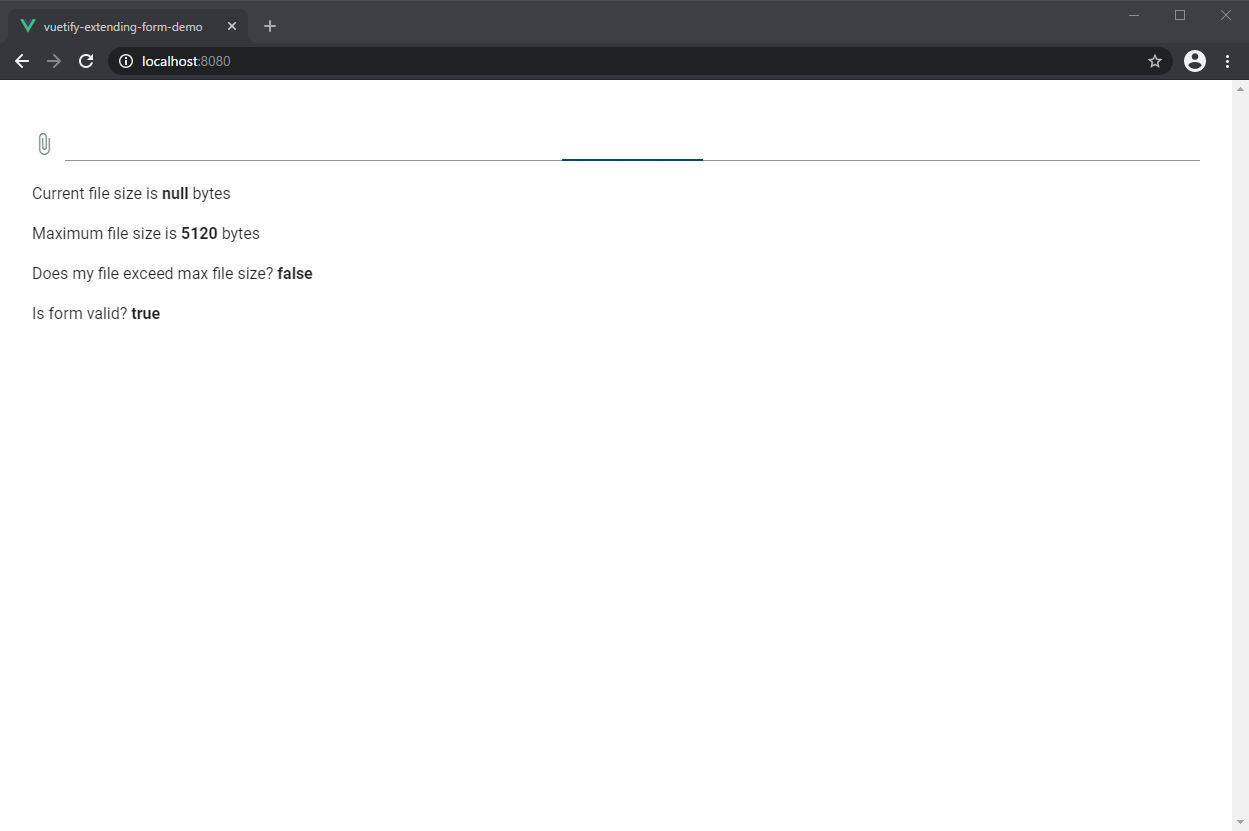 vuetify-extending-form-demo
localhost:8080
Current file size is null bytes
Maximum file size is 5120 bytes
Does my file exceed max file size? false
Is form valid? true